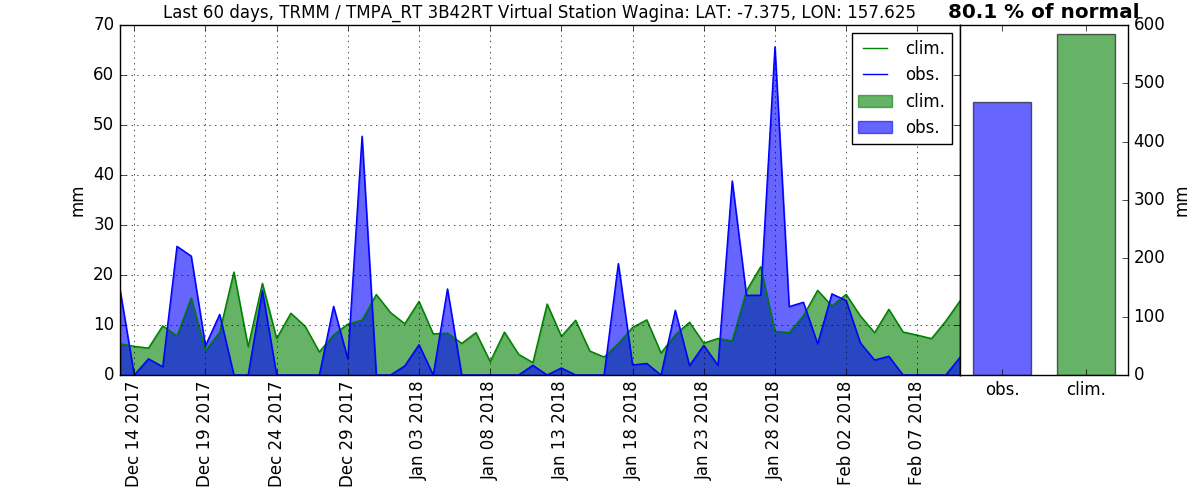 Last 60 days, TRMM / TMPA_RT 3B42RT Virtual Station Wagina: LAT: -7.375, LON: 157.625
80.1 % of normal
70
60
50
40
30
20
10
0
mm
clim.
obs.
clim.
obs.
600
500
400
300
200
100
0
mm
obs.
clim.
Dec 14 2017
Dec 19 2017
Dec 24 2017
Dec 29 2017
Jan 03 2018
Jan 08 2018
Jan 13 2018
Jan 18 2018
Jan 23 2018
Jan 28 2018
Feb 02 2018
Feb 07 2018